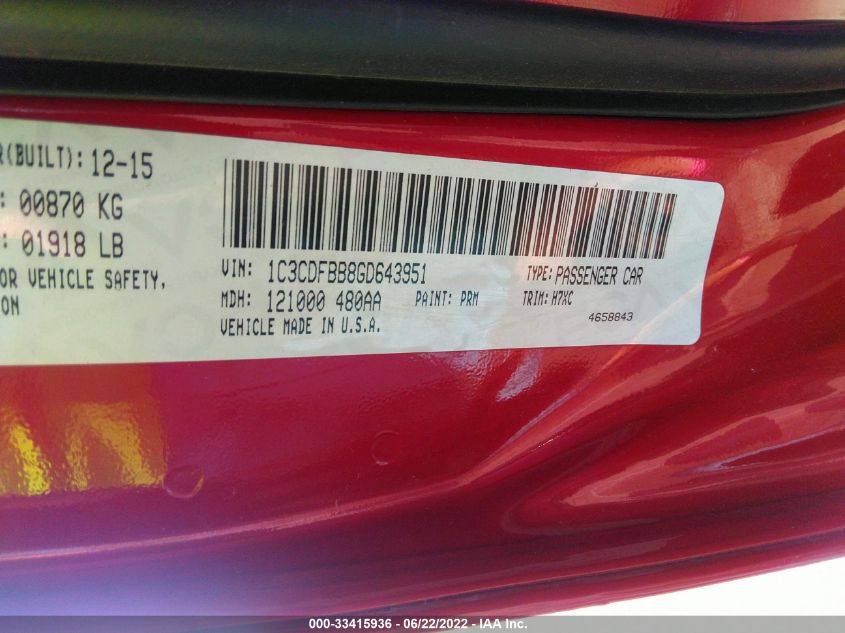 R(BUILT): 12-15
: 00870 KG
: 01918 LB
OR VEHICLE SAFETY,
ON
VIN: 1C3CDFBB8GD643951 TYPE: PASSENGER CAR
MDH: 121000 480AA PAINT: PRM TRIM: H7XC
VEHICLE MADE IN U.S.A. 4658843
000-33415936 - 06/22/2022 - IAA Inc.